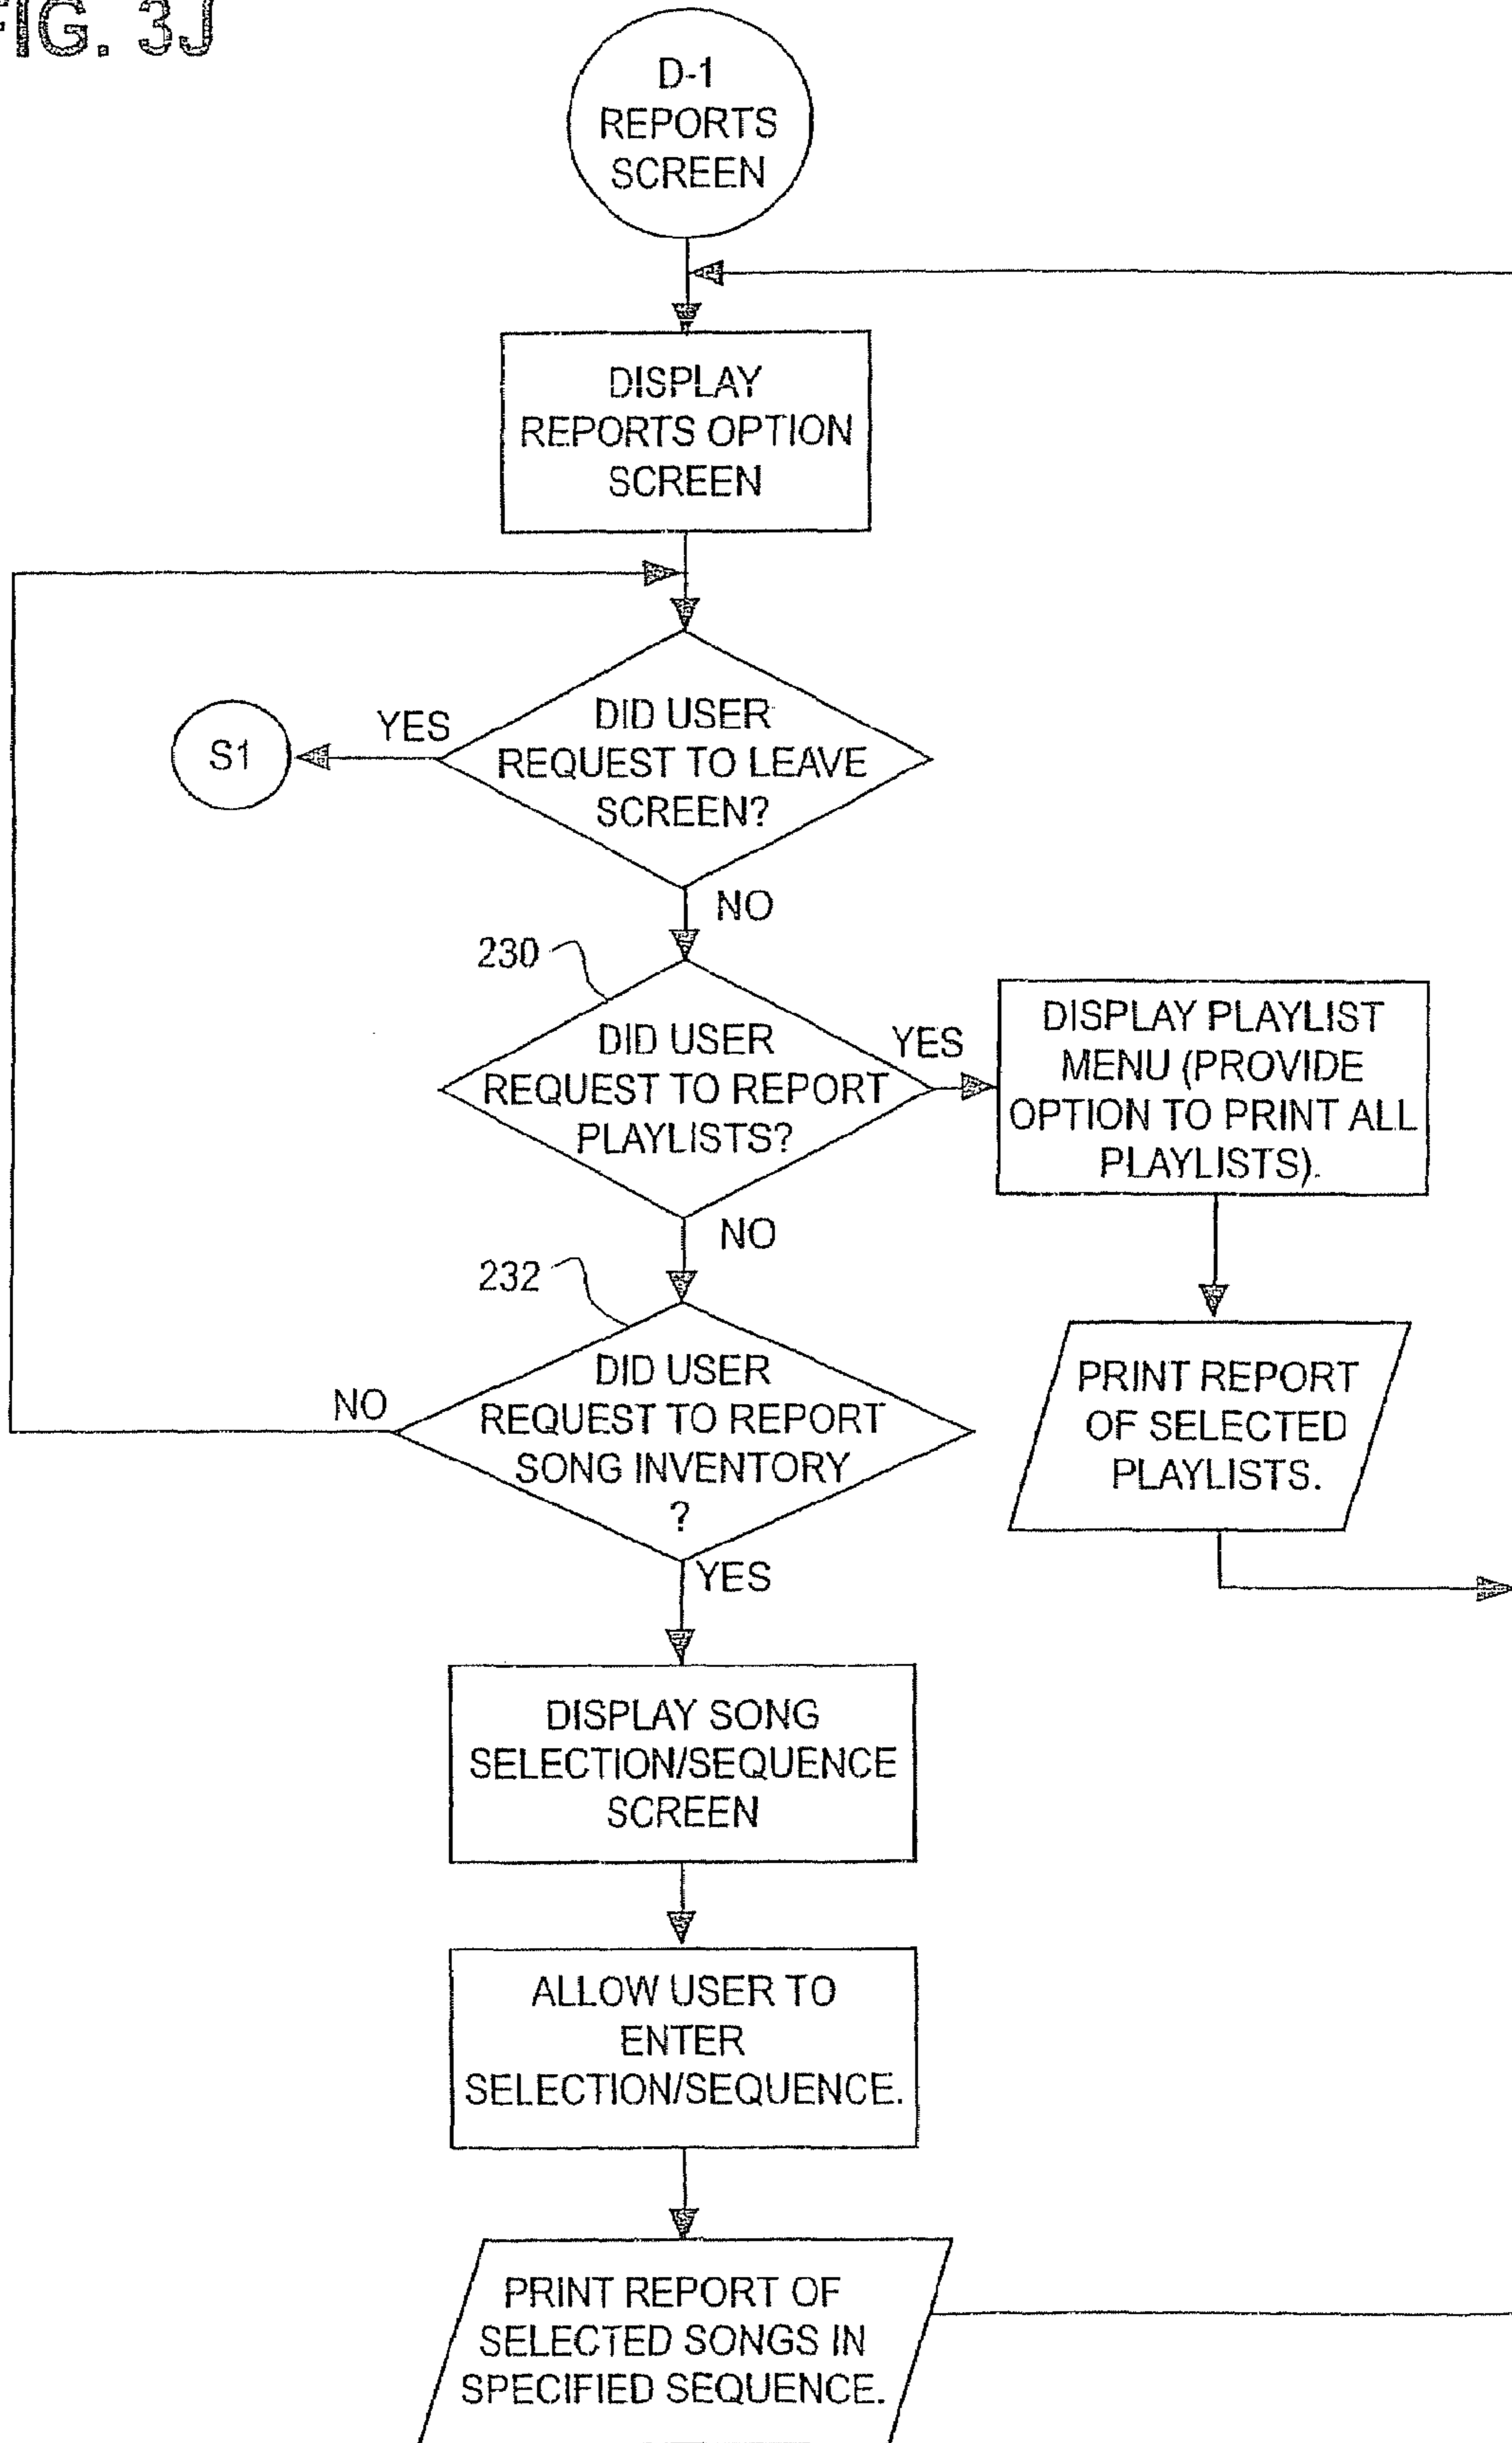 FIG. 3J
D-1
REPORTS
SCREEN
DISPLAY
REPORTS OPTION
SCREEN
DID USER
REQUEST TO LEAVE
SCREEN?
YES
S1
NO
230
DID USER
REQUEST TO REPORT
PLAYLISTS?
YES
DISPLAY PLAYLIST
MENU (PROVIDE
OPTION TO PRINT ALL
PLAYLISTS).
NO
232
DID USER
REQUEST TO REPORT
SONG INVENTORY
?
NO
PRINT REPORT
OF SELECTED
PLAYLISTS.
YES
DISPLAY SONG
SELECTION/SEQUENCE
SCREEN
ALLOW USER TO
ENTER
SELECTION/SEQUENCE.
PRINT REPORT OF
SELECTED SONGS IN
SPECIFIED SEQUENCE.